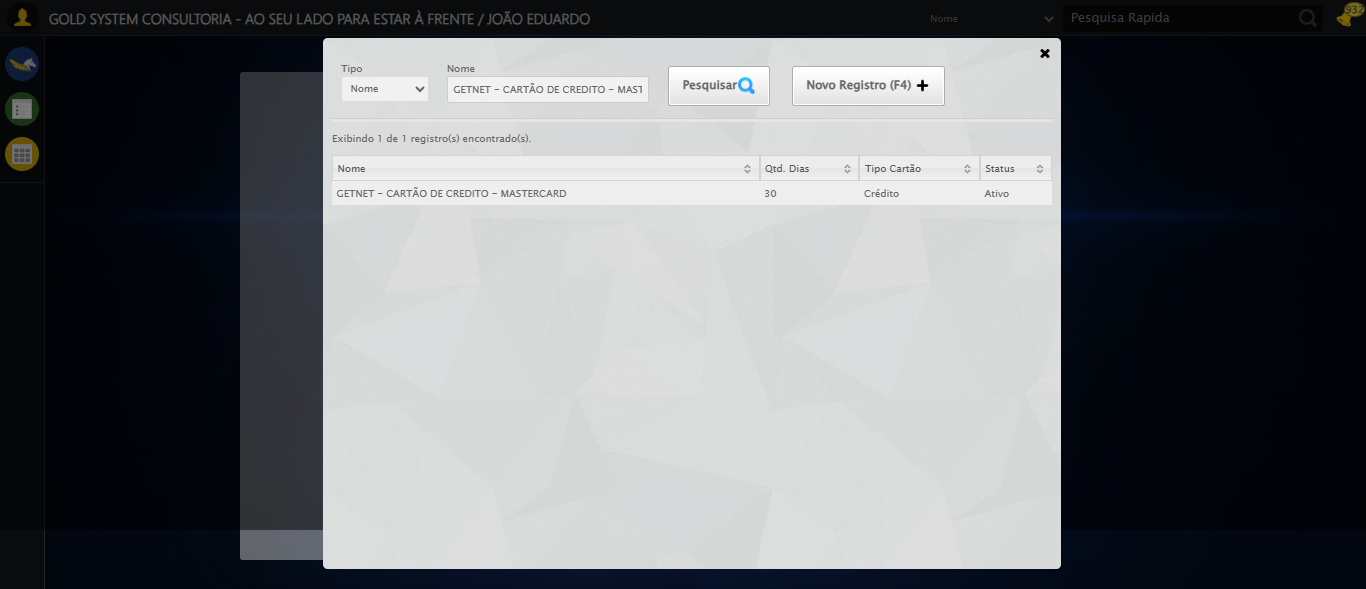 GOLD SYSTEM CONSULTORIA - AO SEU LADO PARA ESTAR À FRENTE / JOÃO EDUARDO
Nome
Pesquisa Rapida
932
Tipo
Nome
Nome
GETNET - CARTÃO DE CREDITO - MAST
Pesquisar
Novo Registro (F4)
Exibindo 1 de 1 registro(s) encontrado(s).
Nome Qtd. Dias Tipo Cartão Status
GETNET - CARTÃO DE CREDITO - MASTERCARD 30 Crédito Ativo